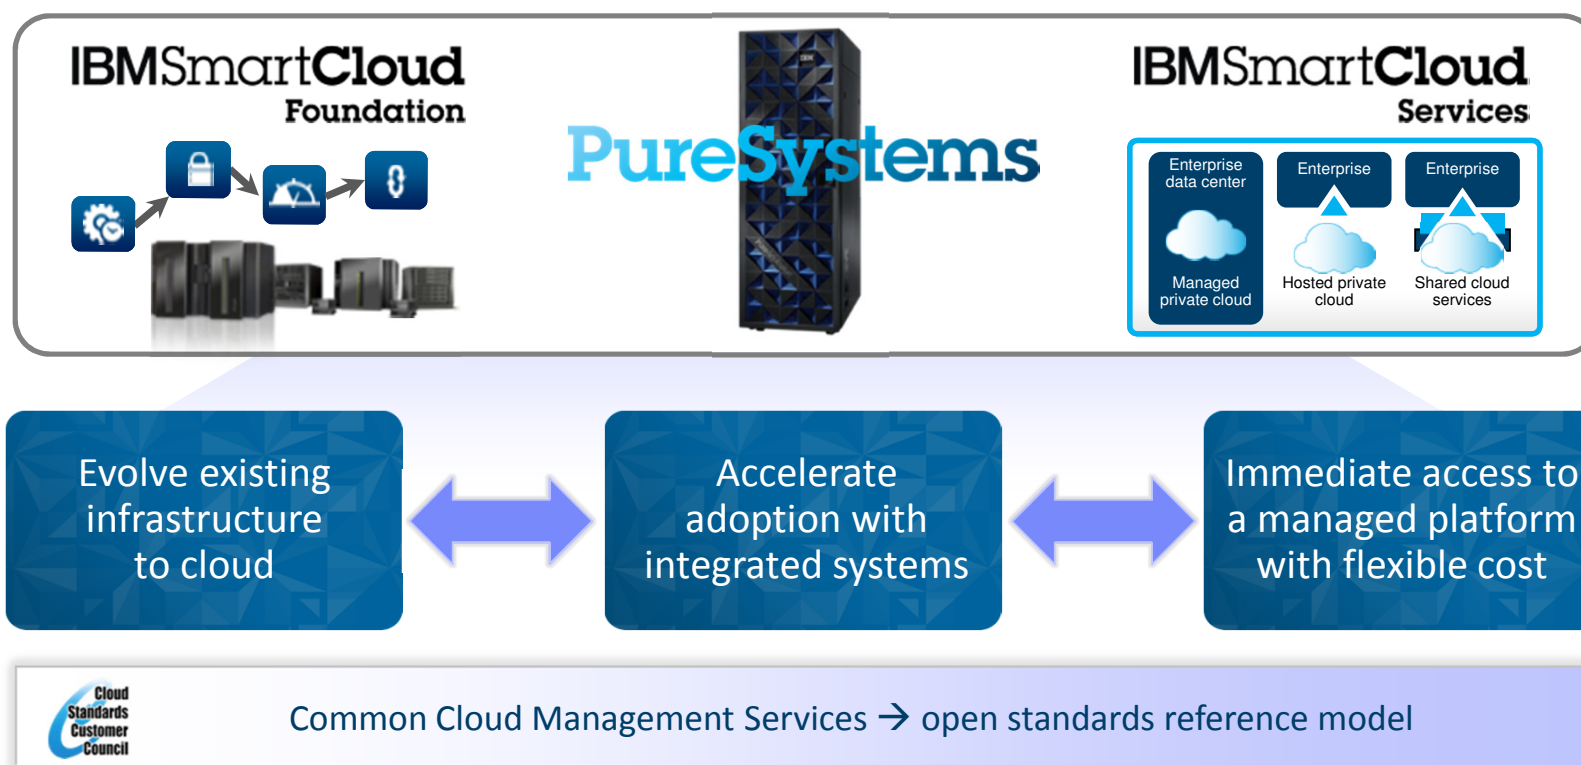 IBMSmartCloud
Foundation
PureSystems
IBM
IBMSmartCloud
Services
Enterprise
data center
Managed
private cloud
Enterprise
Hosted private
cloud
Enterprise
Shared cloud
services
Evolve existing
infrastructure
to cloud
Accelerate
adoption with
integrated systems
Immediate access to
a managed platform
with flexible cost
Cloud
Standards
Customer
Council
Common Cloud Management Services → open standards reference model